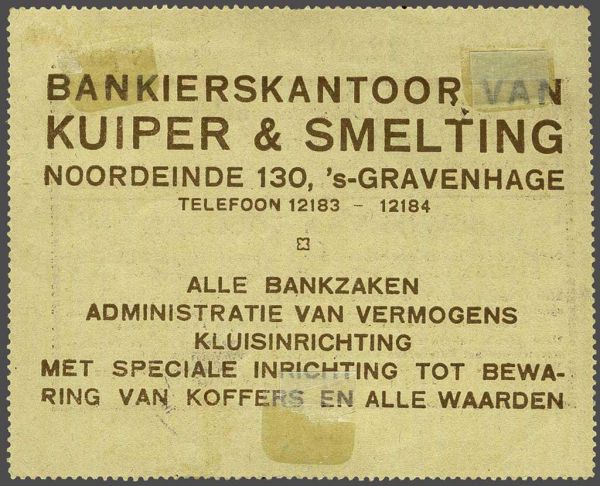 BANKIERSKANTOOR VAN
KUIPER & SMELTING
NOORDEINDE 130, 's-GRAVENHAGE
TELEFOON 12183 - 12184
ALLE BANKZAKEN
ADMINISTRATIE VAN VERMOGENS
KLUISINRICHTING
MET SPECIALE INRICHTING TOT BEWA-
RING VAN KOFFERS EN ALLE WAARDEN